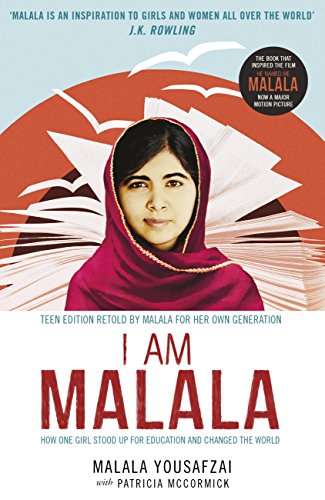 ‘MALALA IS AN INSPIRATION TO GIRLS AND WOMEN ALL OVER THE WORLD’
J.K. ROWLING
THE BOOK THAT
INSPIRED THE FILM
HE NAMED ME
MALALA
NOW A MAJOR
MOTION PICTURE
TEEN EDITION RETOLD BY MALALA FOR HER OWN GENERATION
I AM
MALALA
HOW ONE GIRL STOOD UP FOR EDUCATION AND CHANGED THE WORLD
MALALA YOUSAFZAI
with PATRICIA MCCORMICK